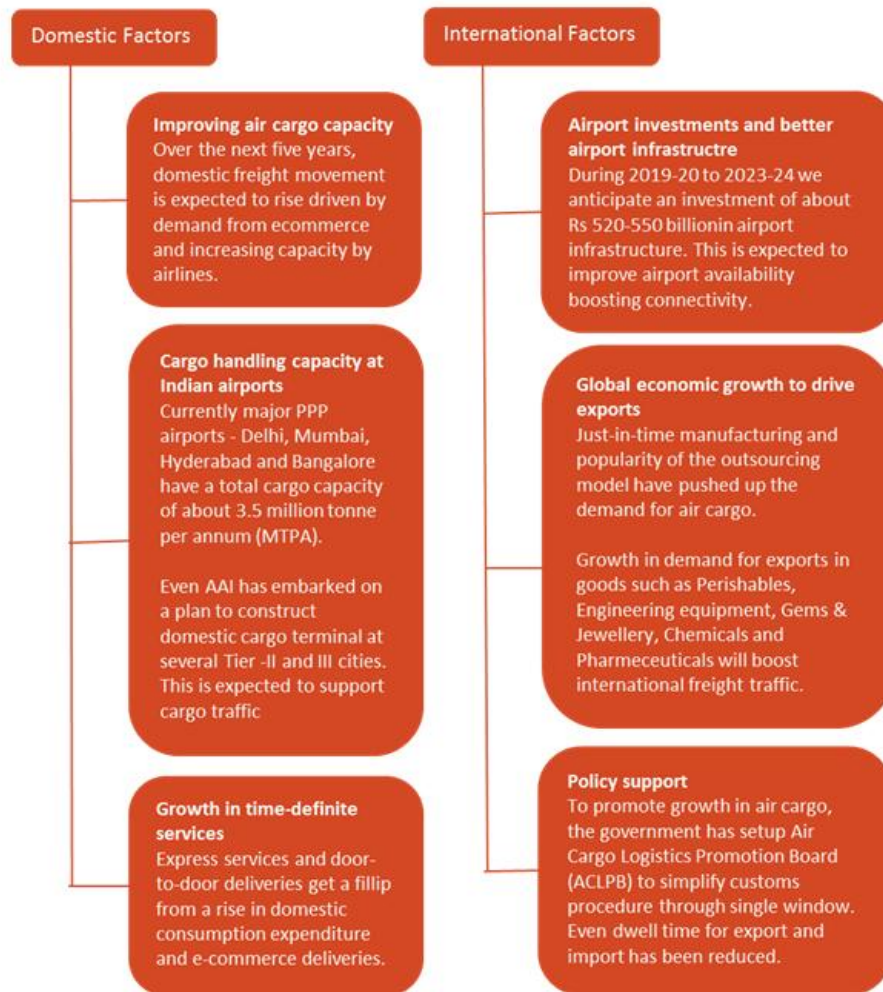 Domestic Factors
Improving air cargo capacity
Over the next five years,
domestic freight movement
is expected to rise driven by
demand from ecommerce
and increasing capacity by
airlines.
Cargo handling capacity at
Indian airports
Currently major PPP
airports - Delhi, Mumbai,
Hyderabad and Bangalore
have a total cargo capacity
of about 3.5 million tonne
per annum (MTPA).
Even AAI has embarked on
a plan to construct
domestic cargo terminal at
several Tier -II and III cities.
This is expected to support
cargo traffic
Growth in time-definite
services
Express services and door-
to-door deliveries get a fillip
from a rise in domestic
consumption expenditure
and e-commerce deliveries.
International Factors
Airport investments and better
airport infrastructre
During 2019-20 to 2023-24 we
anticipate an investment of about
Rs 520-550 billionin airport
infrastructure. This is expected to
improve airport availability
boosting connectivity.
Global economic growth to drive
exports
Just-in-time manufacturing and
popularity of the outsourcing
model have pushed up the
demand for air cargo.
Growth in demand for exports in
goods such as Perishables,
Engineering equipment, Gems &
Jewellery, Chemicals and
Pharmeceuticals will boost
international freight traffic.
Policy support
To promote growth in air cargo,
the government has setup Air
Cargo Logistics Promotion Board
(ACLPB) to simplify customs
procedure through single window.
Even dwell time for export and
import has been reduced.